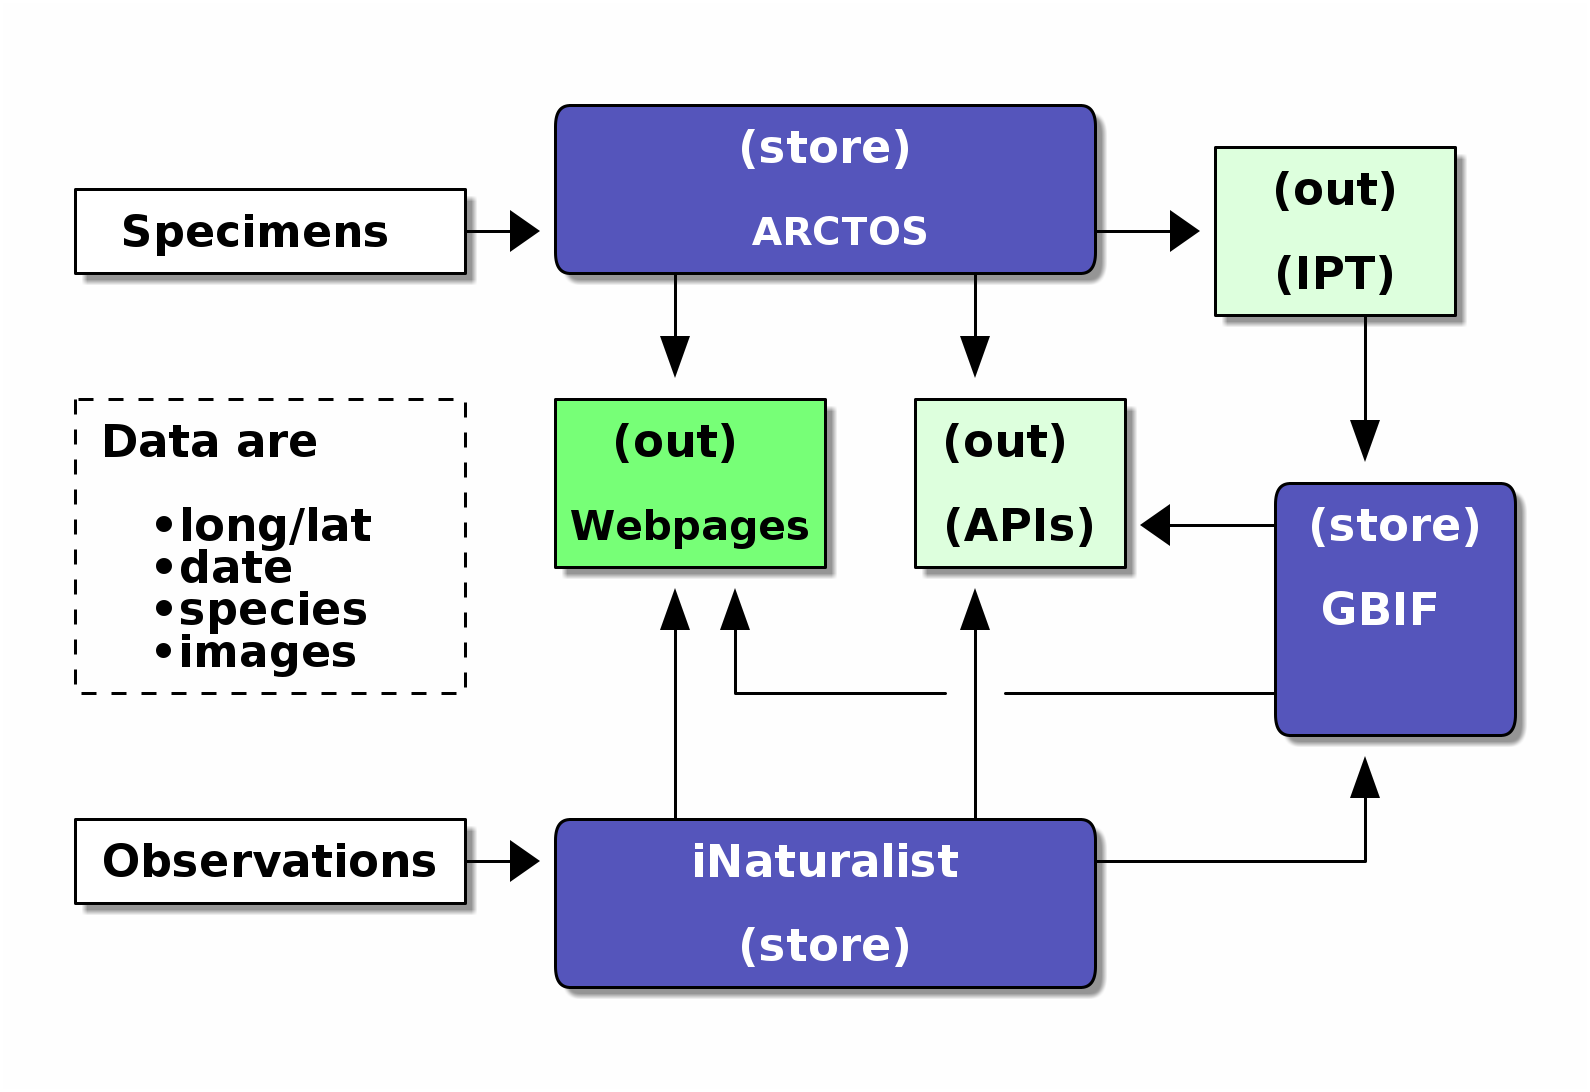 (store)
ARCTOS
Specimens
(out)
(IPT)
Data are
•long/lat
•date
•species
•images
(out)
Webpages
(out)
(APIs)
(store)
GBIF
Observations
iNaturalist
(store)